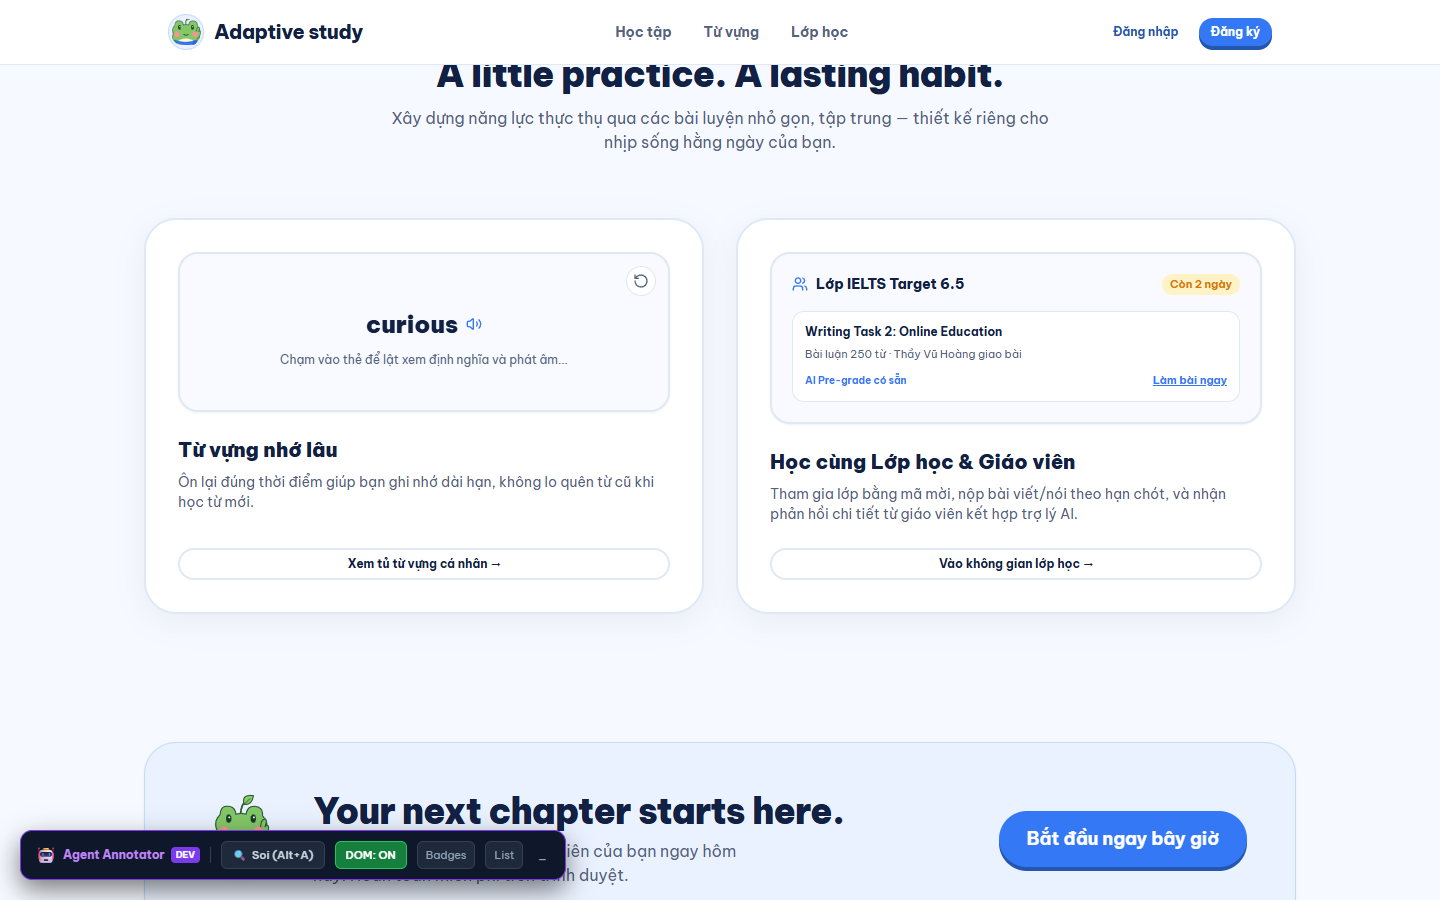 Adaptive study
Học tập
Từ vựng
Lớp học
Đăng nhập
Đăng ký
A little practice. A lasting habit.
Xây dựng năng lực thực thụ qua các bài luyện nhỏ gọn, tập trung — thiết kế riêng cho
nhịp sống hằng ngày của bạn.
curious
Chạm vào thẻ để lật xem định nghĩa và phát âm...
Từ vựng nhớ lâu
Ôn lại đúng thời điểm giúp bạn ghi nhớ dài hạn, không lo quên từ cũ khi
học từ mới.
Xem tủ từ vựng cá nhân →
Lớp IELTS Target 6.5
Còn 2 ngày
Writing Task 2: Online Education
Bài luận 250 từ · Thầy Vũ Hoàng giao bài
AI Pre-grade có sẵn
Làm bài ngay
Học cùng Lớp học & Giáo viên
Tham gia lớp bằng mã mời, nộp bài viết/nói theo hạn chót, và nhận
phản hồi chi tiết từ giáo viên kết hợp trợ lý AI.
Vào không gian lớp học →
Your next chapter starts here.
iên của bạn ngay hôm
duyệt.
Bắt đầu ngay bây giờ
Agent Annotator
DEV
Soi (Alt+A)
DOM: ON
Badges
List
_